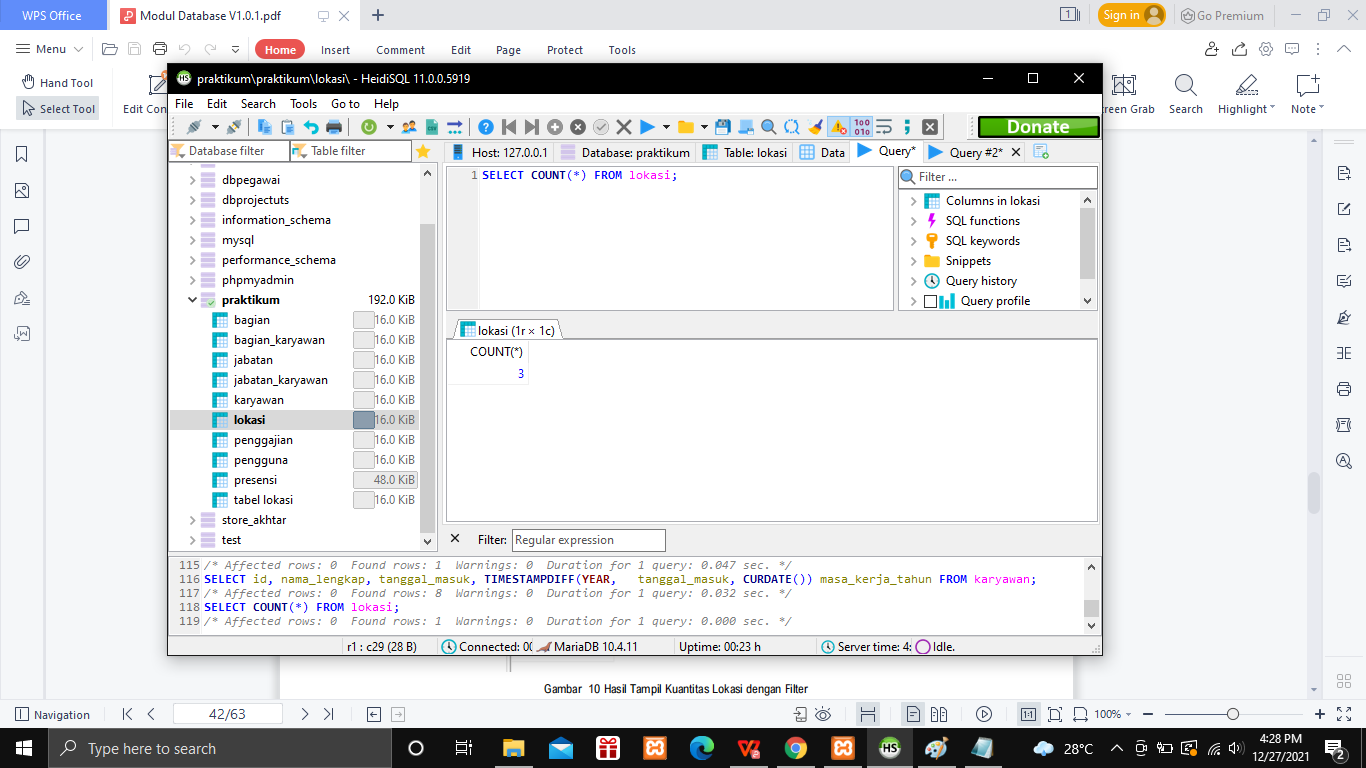 WPS Office
Modul Database V1.0.1.pdf
1
Sign in
Go Premium
Menu
Home
Insert
Comment
Edit
Page
Protect
Tools
Hand Tool
Select Tool
Edit Con
reen Grab
Search
Highlight
Note
HS
praktikum\praktikum\lokasi\ - HeidiSQL 11.0.0.5919
File Edit Search Tools Go to Help
Donate
Database filter
Table filter
Host: 127.0.0.1
Database: praktikum
Table: lokasi
Data
Query*
Query #2*
dbpegawai
dbprojectuts
information_schema
mysql
performance_schema
phpmyadmin
praktikum 192.0 KiB
bagian 16.0 KiB
bagian_karyawan 16.0 KiB
jabatan 16.0 KiB
jabatan_karyawan 16.0 KiB
karyawan 16.0 KiB
lokasi 16.0 KiB
penggajian 16.0 KiB
pengguna 16.0 KiB
presensi 48.0 KiB
tabel lokasi 16.0 KiB
store_akhtar
test
1 SELECT COUNT(*) FROM lokasi;
Filter ...
Columns in lokasi
SQL functions
SQL keywords
Snippets
Query history
Query profile
lokasi (1r × 1c)
COUNT(*)
3
Filter: Regular expression
115 /* Affected rows: 0 Found rows: 1 Warnings: 0 Duration for 1 query: 0.047 sec. */
116 SELECT id, nama_lengkap, tanggal_masuk, TIMESTAMPDIFF(YEAR, tanggal_masuk, CURDATE()) masa_kerja_tahun FROM karyawan;
117 /* Affected rows: 0 Found rows: 8 Warnings: 0 Duration for 1 query: 0.032 sec. */
118 SELECT COUNT(*) FROM lokasi;
119 /* Affected rows: 0 Found rows: 1 Warnings: 0 Duration for 1 query: 0.000 sec. */
r1 : c29 (28 B)
Connected: 00
MariaDB 10.4.11
Uptime: 00:23 h
Server time: 4:
Idle.
Gambar 10 Hasil Tampil Kuantitas Lokasi dengan Filter
Navigation
42/63
1:1
100%
Type here to search
HS
28°C
4:28 PM
12/27/2021
2